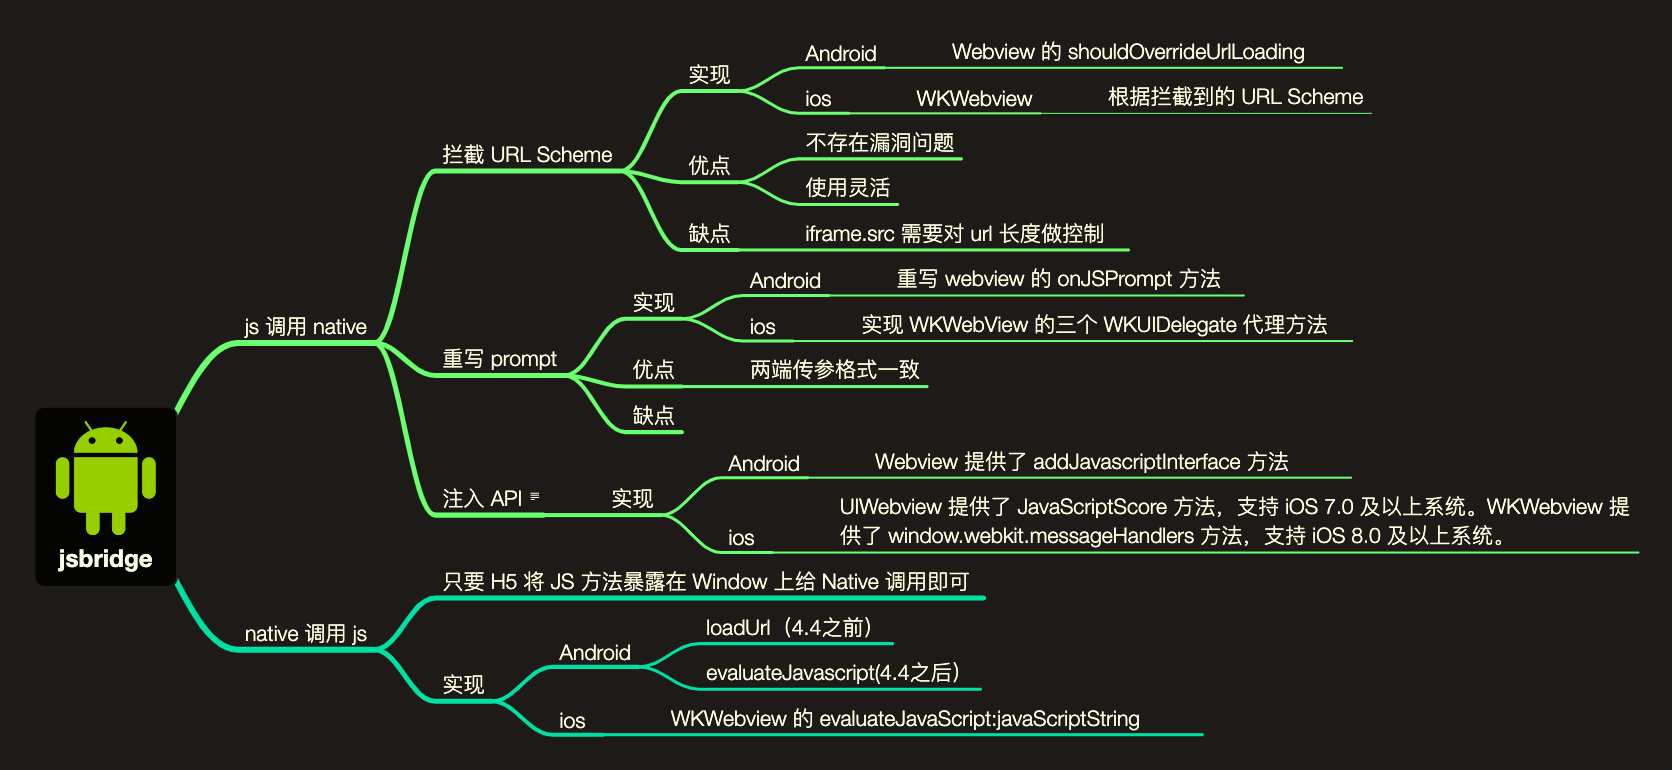 Android
Webview 的 shouldOverrideUrlLoading
实现
ios
WKWebview
根据拦截到的 URL Scheme
拦截 URL Scheme
不存在漏洞问题
优点
使用灵活
缺点
iframe.src 需要对 url 长度做控制
js 调用 native
Android
重写 webview 的 onJSPrompt 方法
实现
ios
实现 WKWebView 的三个 WKUIDelegate 代理方法
重写 prompt
优点
两端传参格式一致
缺点
Android
Webview 提供了 addJavascriptInterface 方法
注入 API
实现
ios
UIWebview 提供了 JavaScriptScore 方法，支持 iOS 7.0 及以上系统。WKWebview 提
供了 window.webkit.messageHandlers 方法，支持 iOS 8.0 及以上系统。
jsbridge
只要 H5 将 JS 方法暴露在 Window 上给 Native 调用即可
native 调用 js
loadUrl（4.4之前）
Android
evaluateJavascript(4.4之后）
实现
ios
WKWebview 的 evaluateJavaScript:javaScriptString